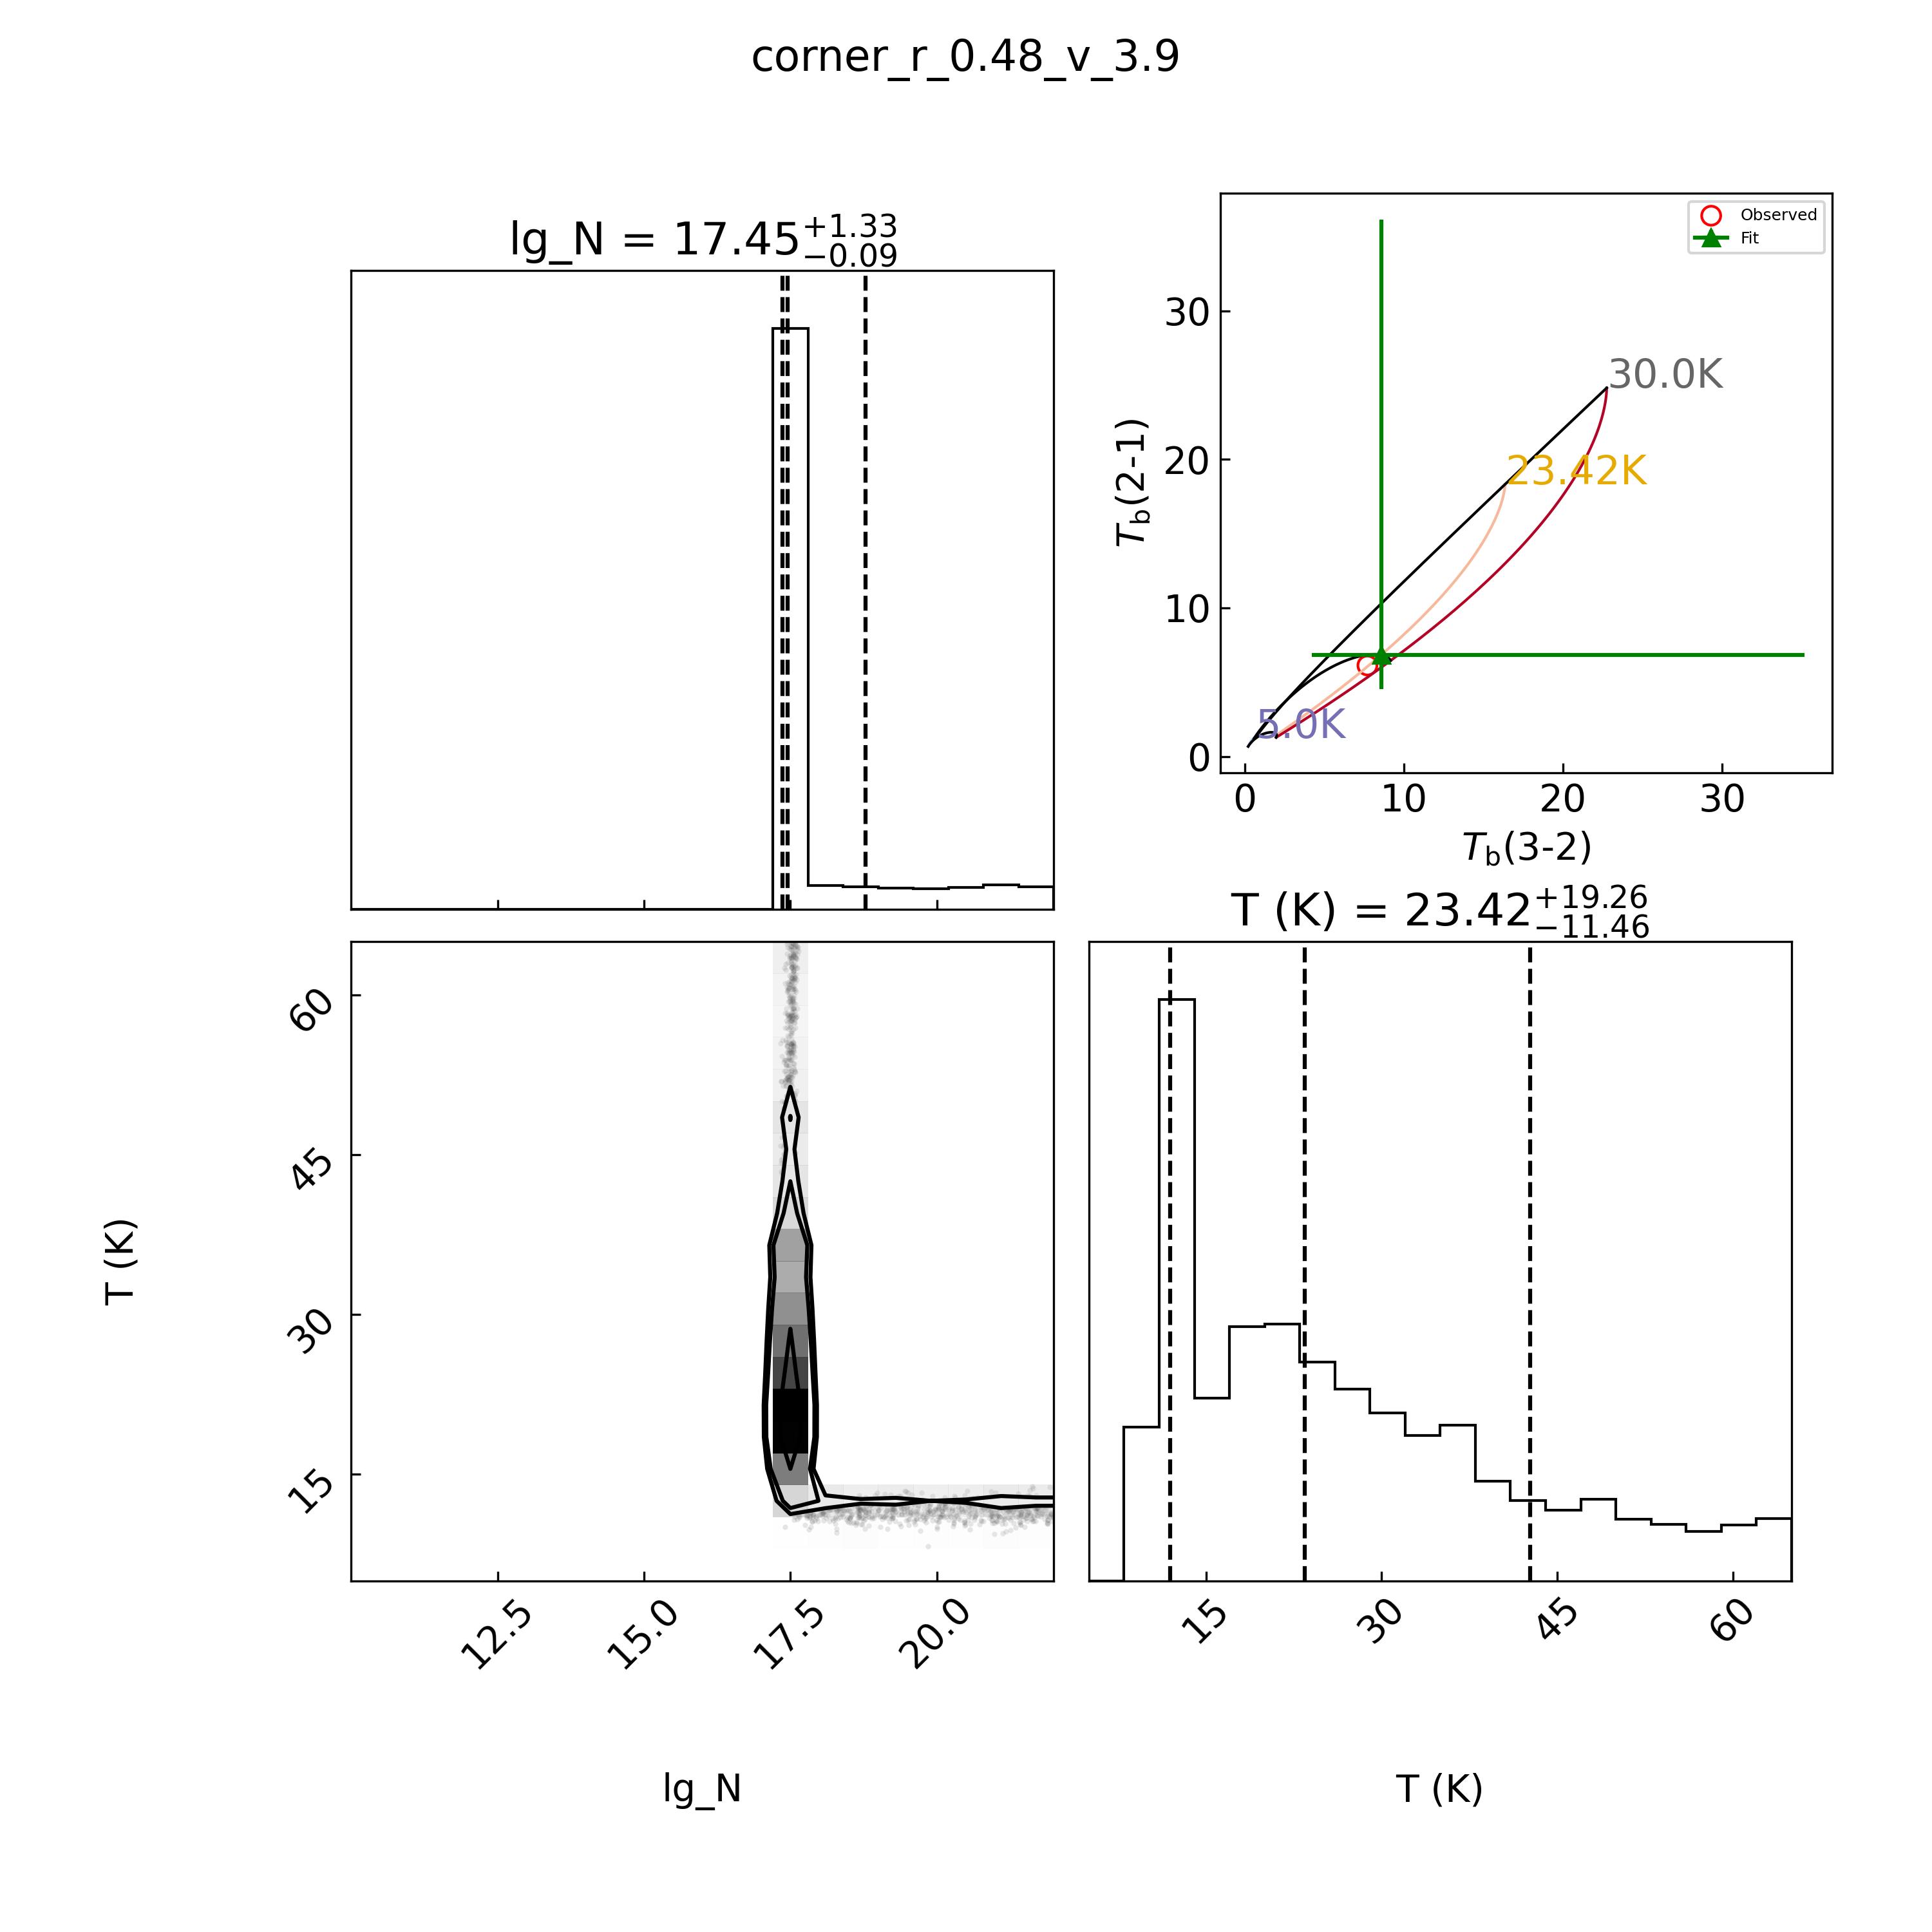 corner_r_0.48_v_3.9
lg_N = 17.45 +1.33 −0.09
Observed
Fit
30
20
10
0
T_b(2-1)
30.0K
23.42K
5.0K
0 10 20 30
T_b(3-2)
T (K) = 23.42 +19.26 −11.46
60
45
30
15
T (K)
12.5 15.0 17.5 20.0
15 30 45 60
lg_N
T (K)